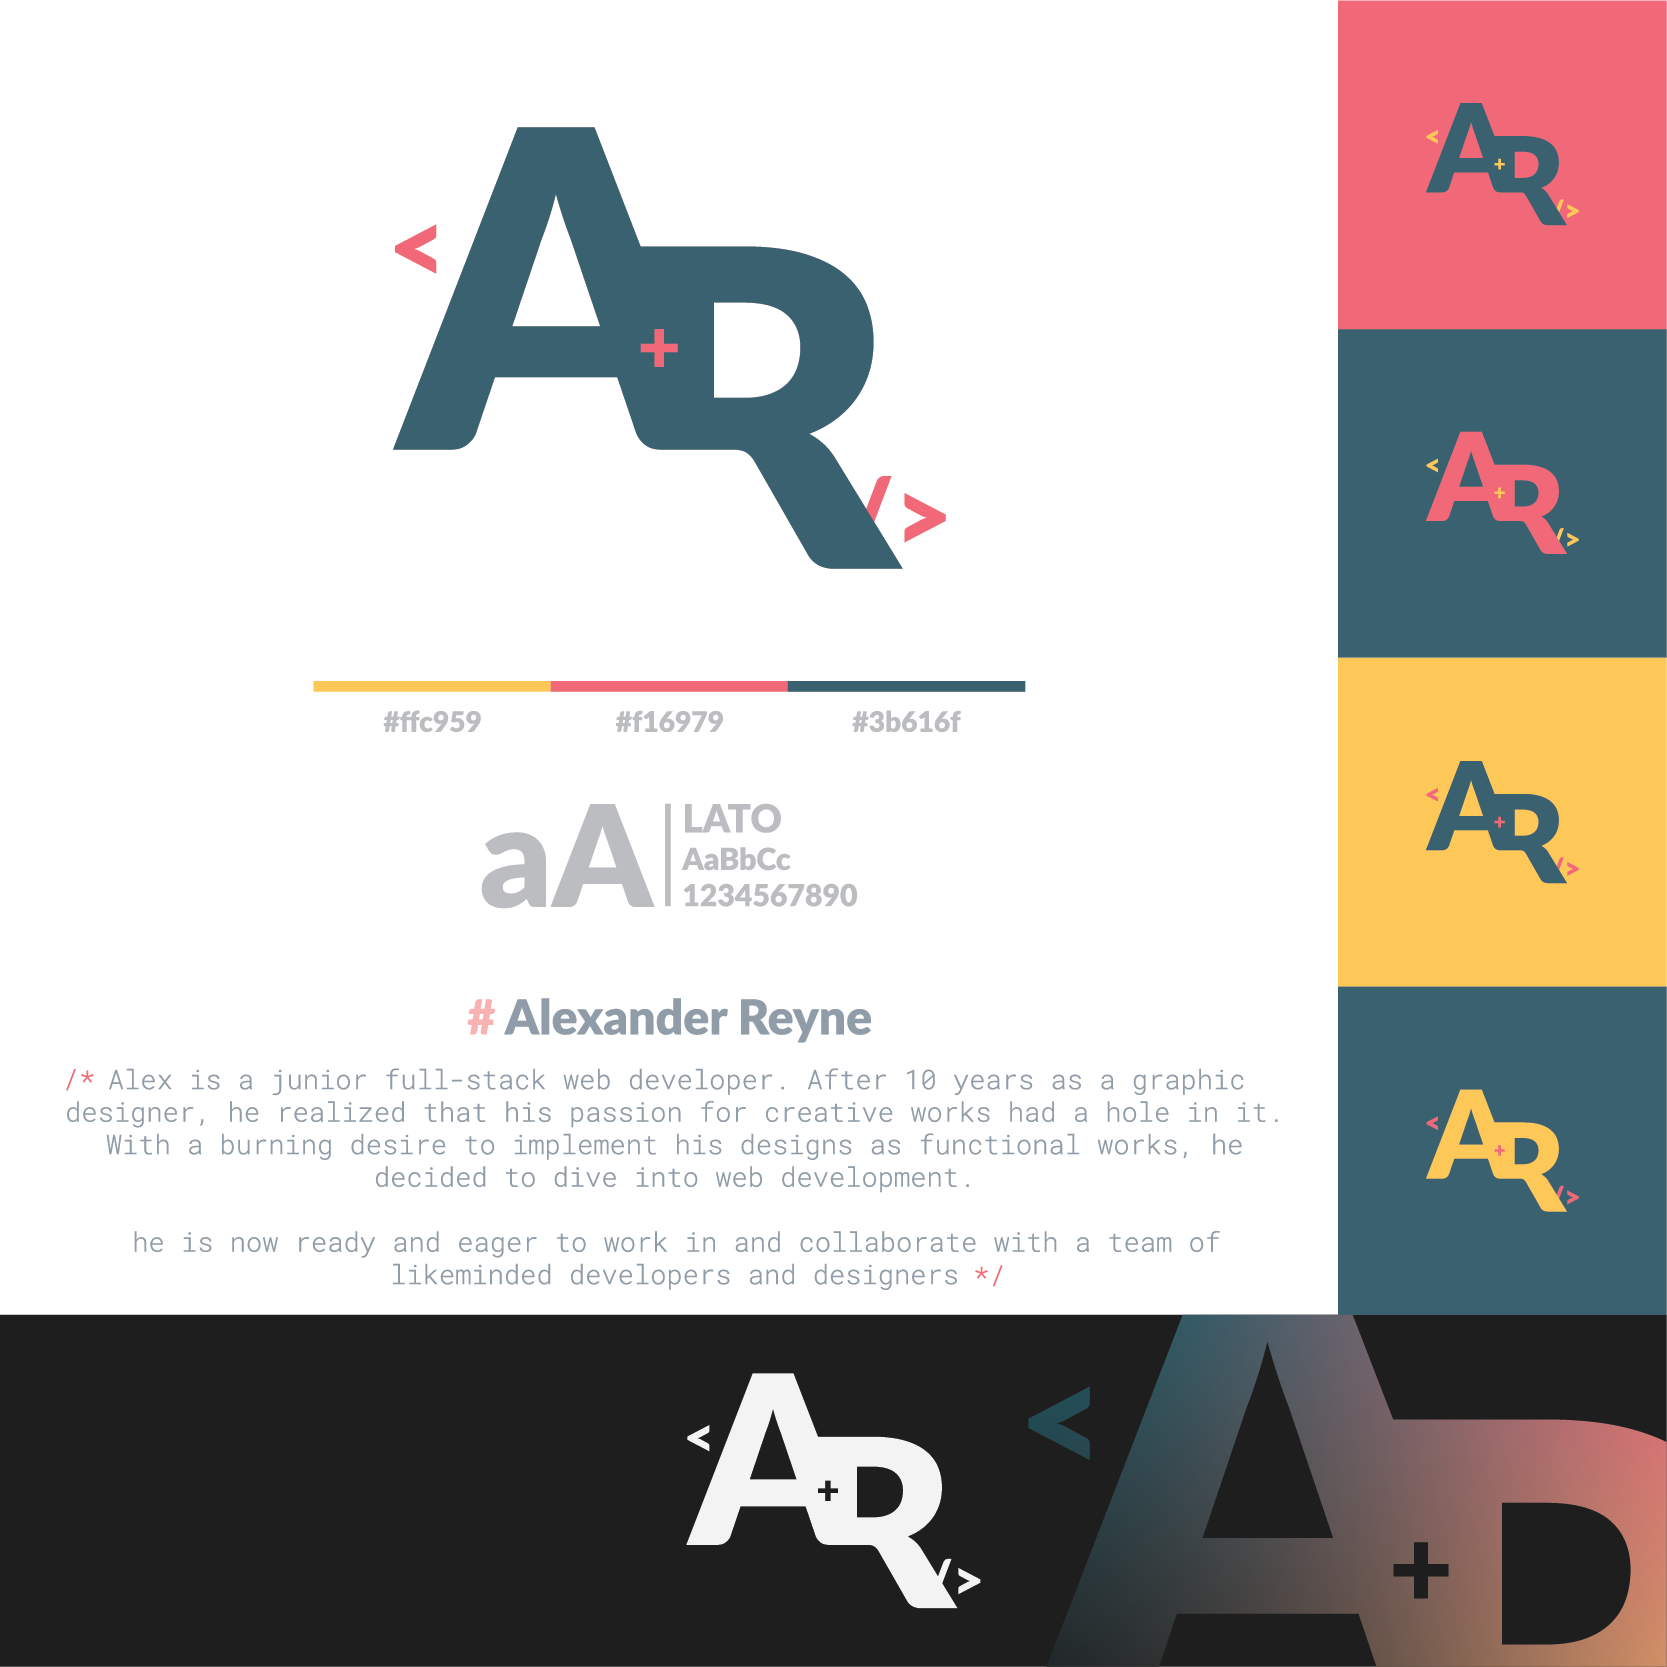 < A + R />
#ffc959 #f16979 #3b616f
aA
LATO
AaBbCc
1234567890
# Alexander Reyne
/* Alex is a junior full-stack web developer. After 10 years as a graphic
designer, he realized that his passion for creative works had a hole in it.
With a burning desire to implement his designs as functional works, he
decided to dive into web development.
he is now ready and eager to work in and collaborate with a team of
likeminded developers and designers */
< A + R />
< A + R />
< A + R />
< A + R />
< A + R />
< A + R